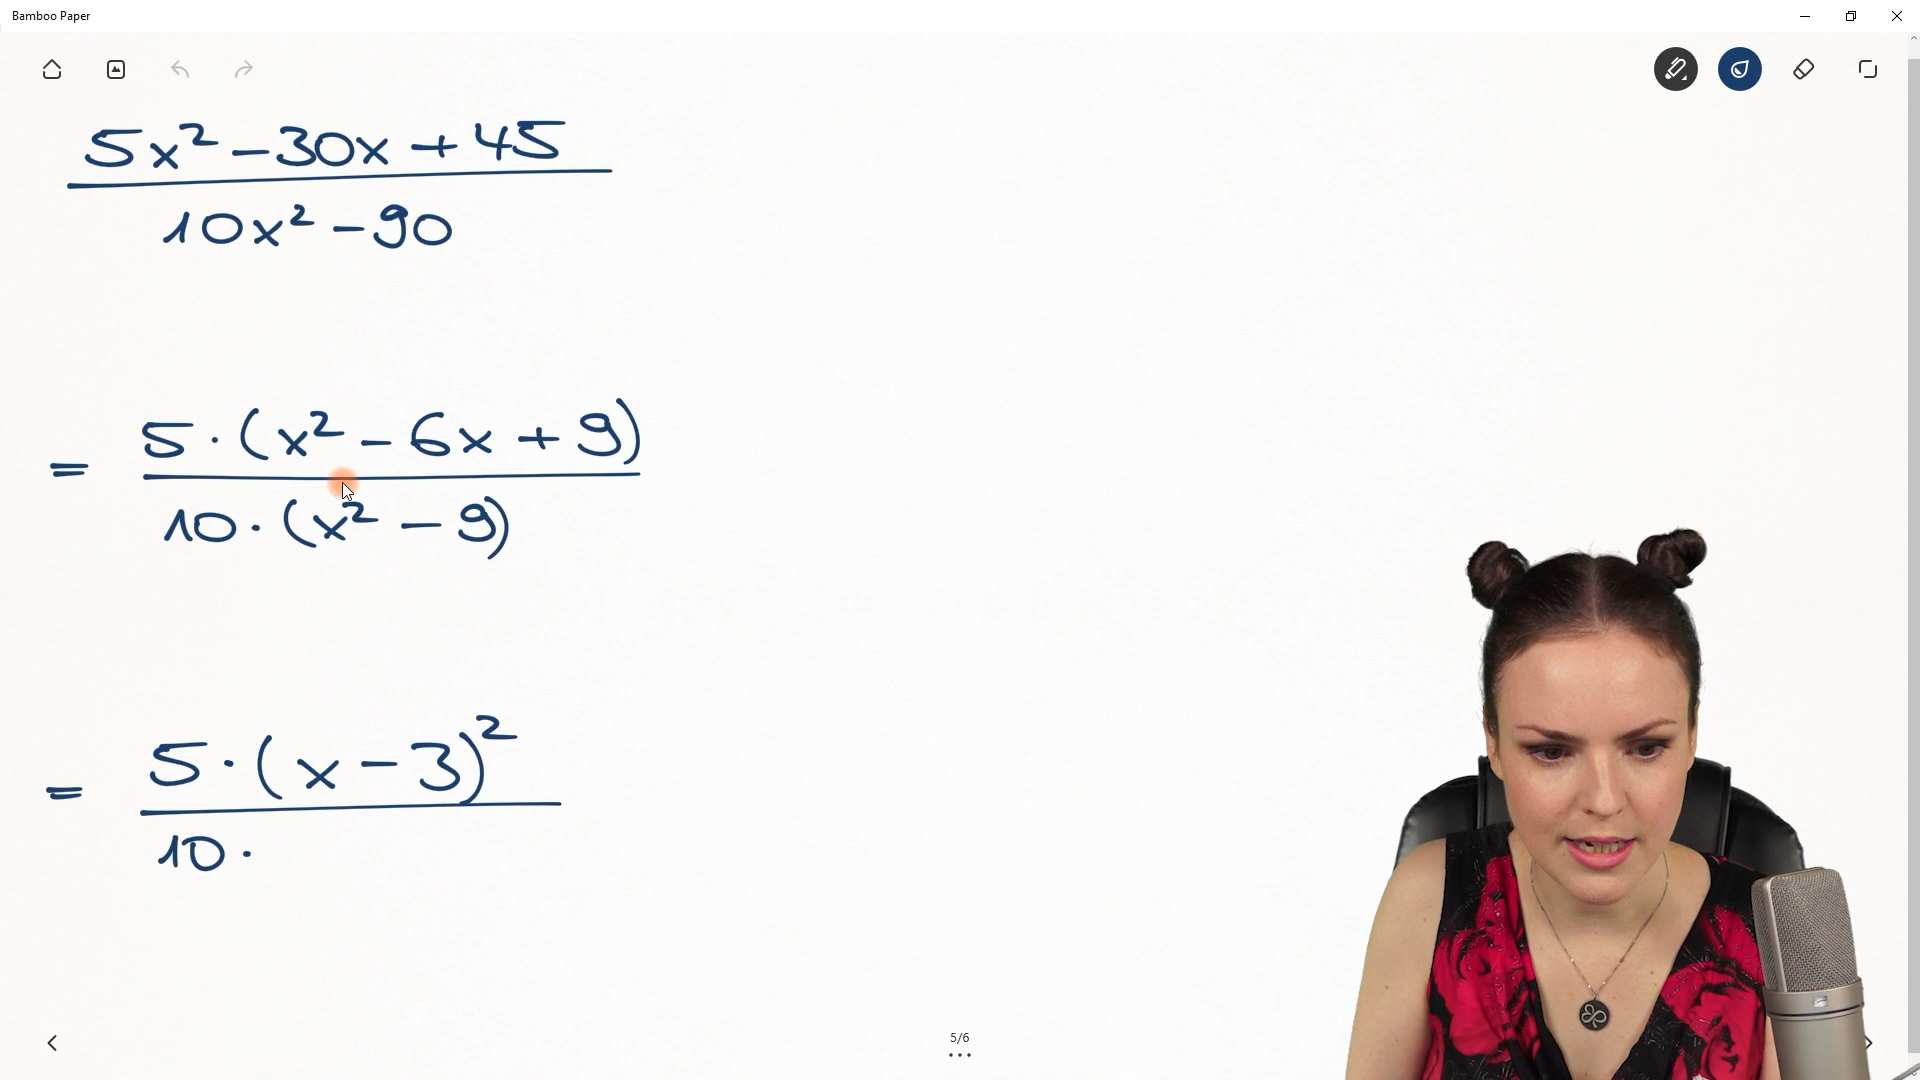 Bamboo Paper
5x² - 30x + 45
10x² - 90
= 5 · (x² - 6x + 9)
10 · (x² - 9)
= 5 · (x - 3)²
10 ·
5/6